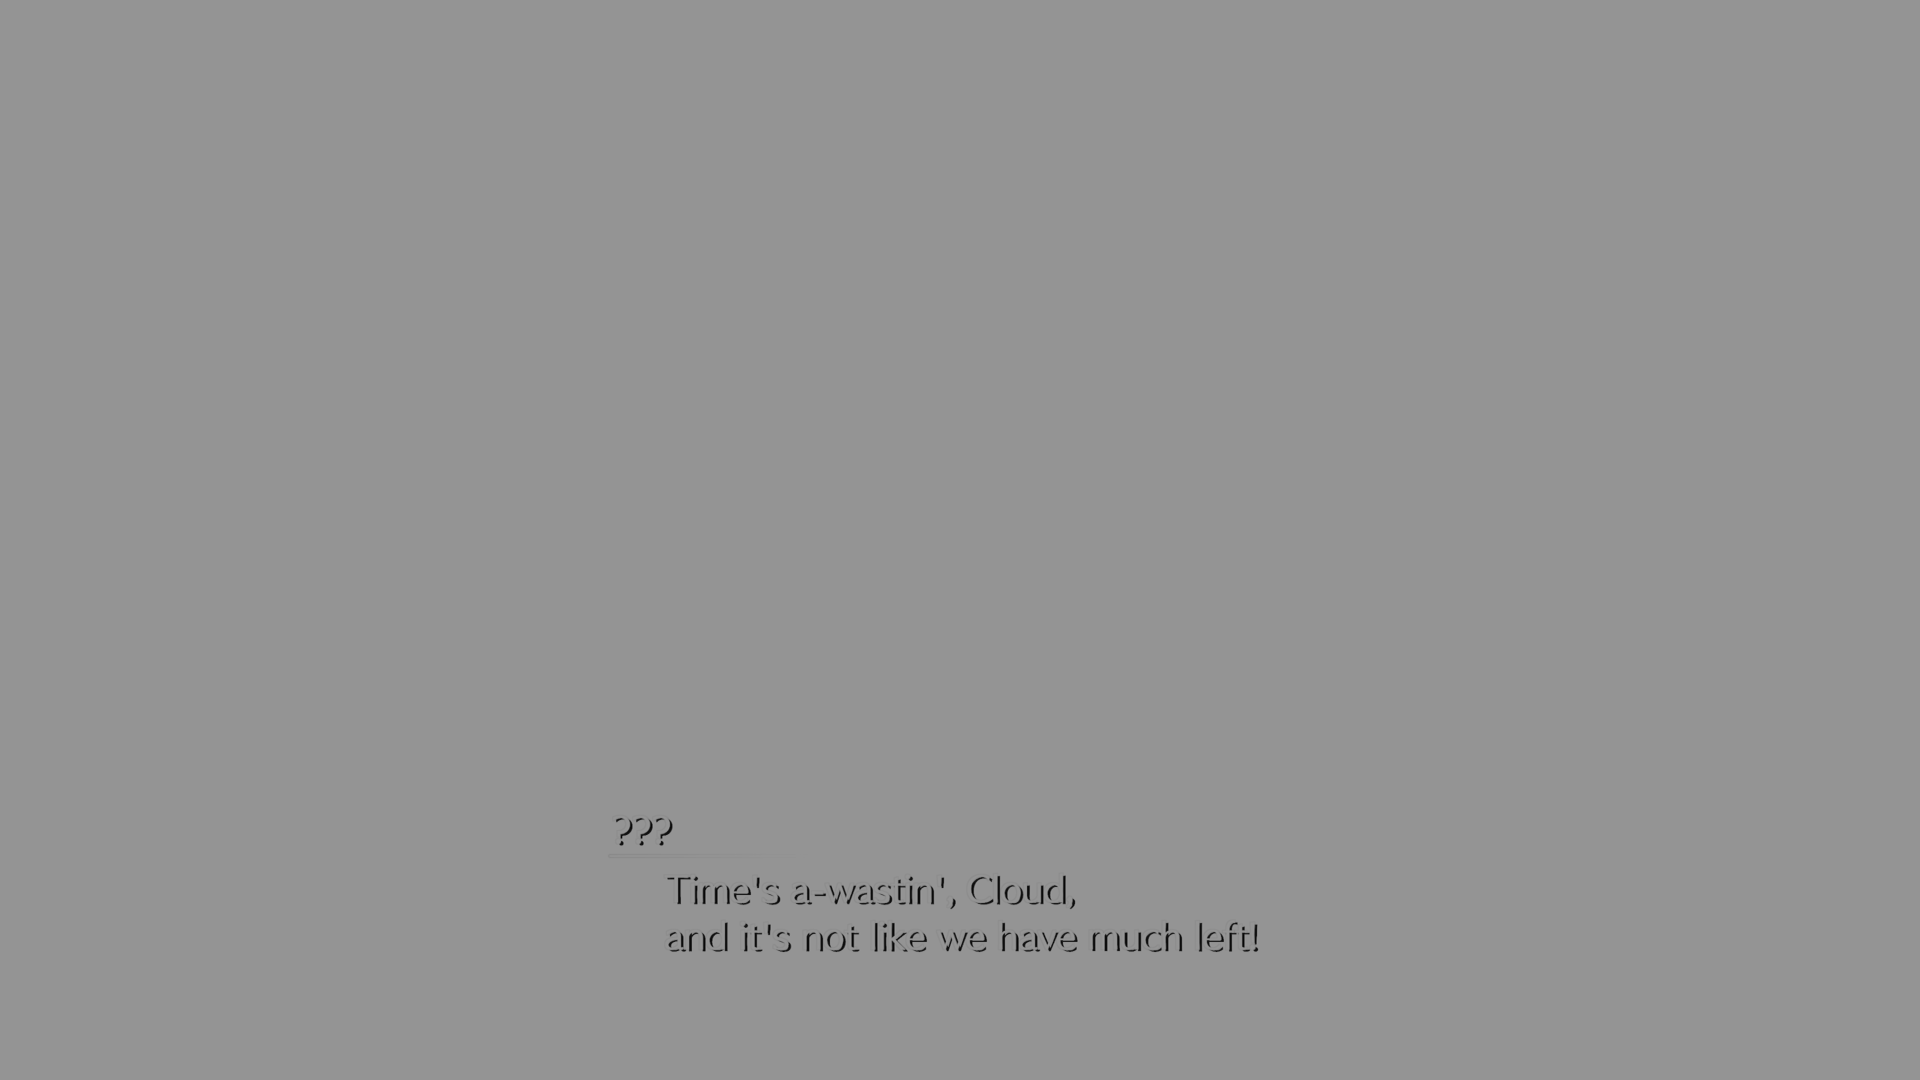 ???
Time's a-wastin', Cloud,
and it's not like we have much left!